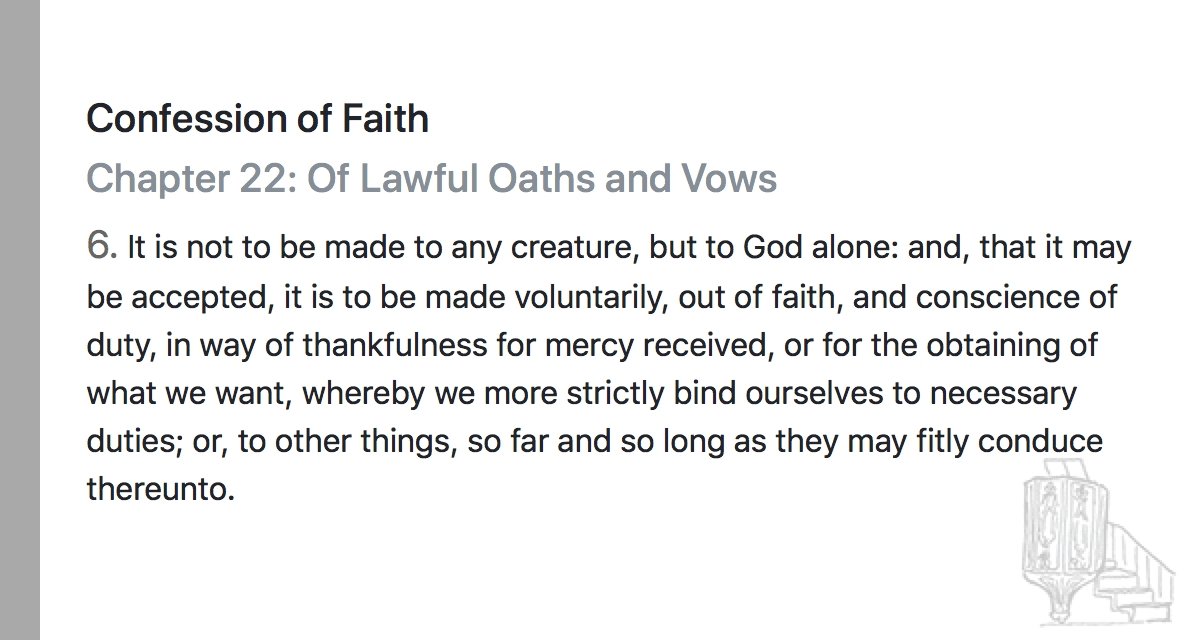 Confession of Faith
Chapter 22: Of Lawful Oaths and Vows
6. It is not to be made to any creature, but to God alone: and, that it may
be accepted, it is to be made voluntarily, out of faith, and conscience of
duty, in way of thankfulness for mercy received, or for the obtaining of
what we want, whereby we more strictly bind ourselves to necessary
duties; or, to other things, so far and so long as they may fitly conduce
thereunto.